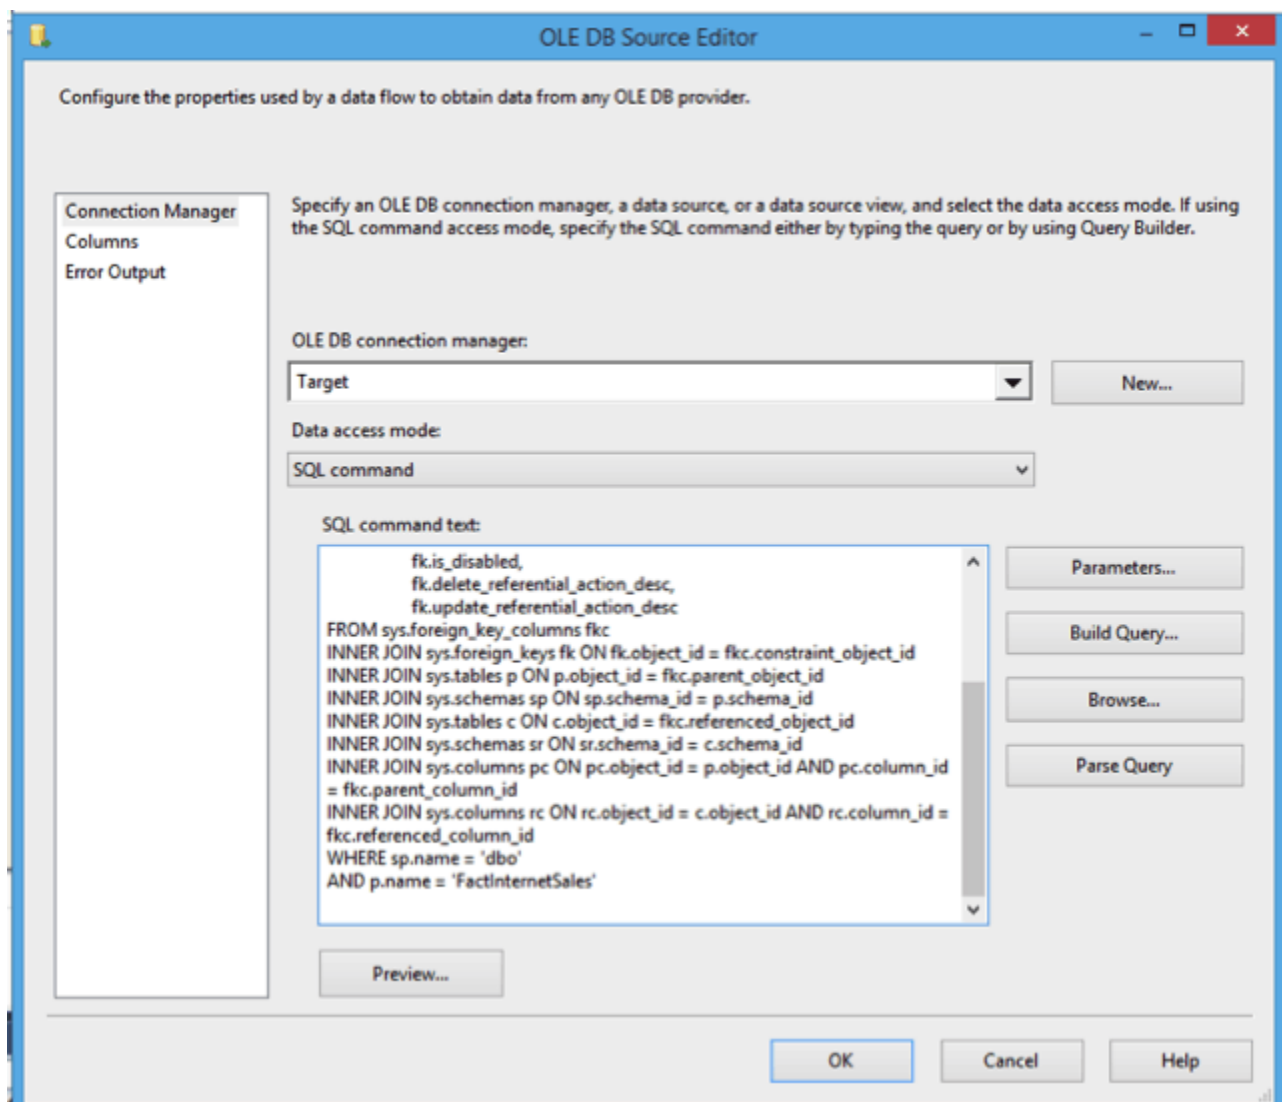 OLE DB Source Editor
Configure the properties used by a data flow to obtain data from any OLE DB provider.
Connection Manager
Columns
Error Output
Specify an OLE DB connection manager, a data source, or a data source view, and select the data access mode. If using
the SQL command access mode, specify the SQL command either by typing the query or by using Query Builder.
OLE DB connection manager:
Target
New...
Data access mode:
SQL command
SQL command text:
fk.is_disabled,
fk.delete_referential_action_desc,
fk.update_referential_action_desc
FROM sys.foreign_key_columns fkc
INNER JOIN sys.foreign_keys fk ON fk.object_id = fkc.constraint_object_id
INNER JOIN sys.tables p ON p.object_id = fkc.parent_object_id
INNER JOIN sys.schemas sp ON sp.schema_id = p.schema_id
INNER JOIN sys.tables c ON c.object_id = fkc.referenced_object_id
INNER JOIN sys.schemas sr ON sr.schema_id = c.schema_id
INNER JOIN sys.columns pc ON pc.object_id = p.object_id AND pc.column_id
= fkc.parent_column_id
INNER JOIN sys.columns rc ON rc.object_id = c.object_id AND rc.column_id =
fkc.referenced_column_id
WHERE sp.name = 'dbo'
AND p.name = 'FactInternetSales'
Parameters...
Build Query...
Browse...
Parse Query
Preview...
OK
Cancel
Help